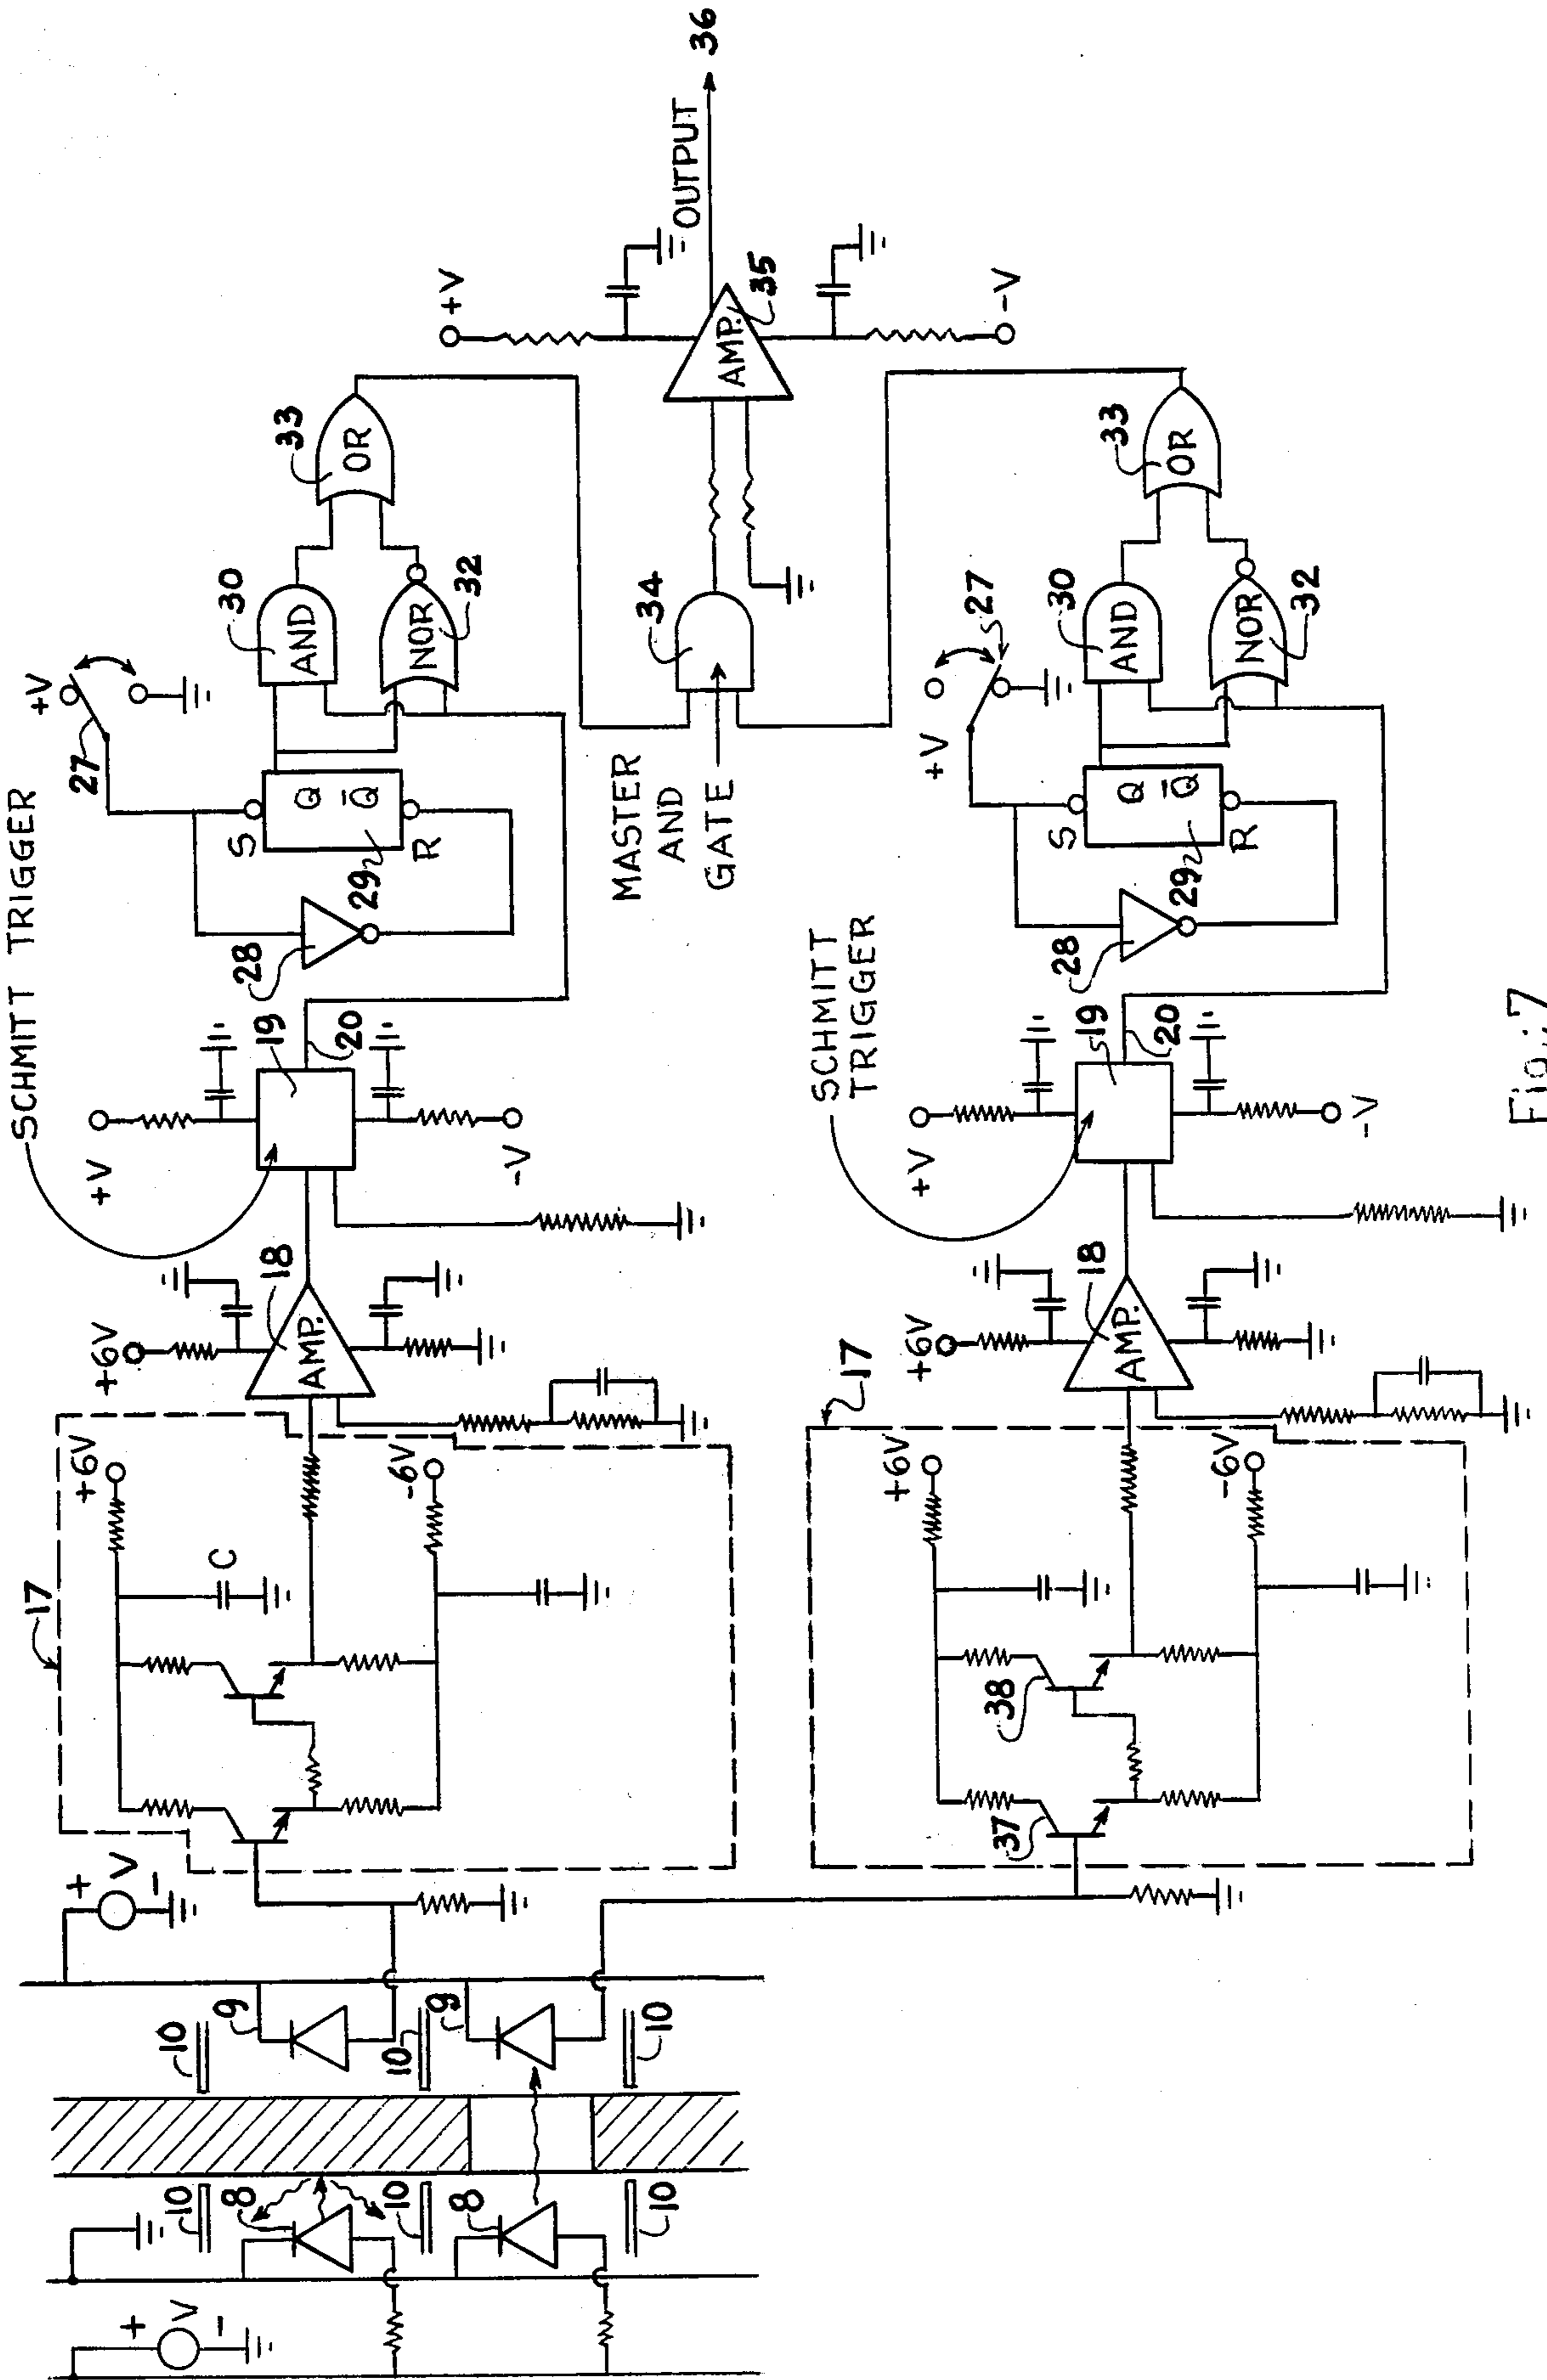 SCHMITT TRIGGER
+V
27
+V
-V
19
20
S
Q
Q̄
R
28
29
30
AND
NOR
32
33
OR
+6V
18
AMP.
17
+6V
C
-6V
+
V
-
9
10
10
9
10
10
8
10
8
10
+
V
-
MASTER
AND
GATE
34
+V
AMP.
35
-V
OUTPUT
36
SCHMITT
TRIGGER
+V
19
20
-V
+V
27
S
Q
Q̄
R
28
29
30
AND
NOR
32
33
OR
+6V
18
AMP.
17
+6V
-6V
38
37
Fig.:7